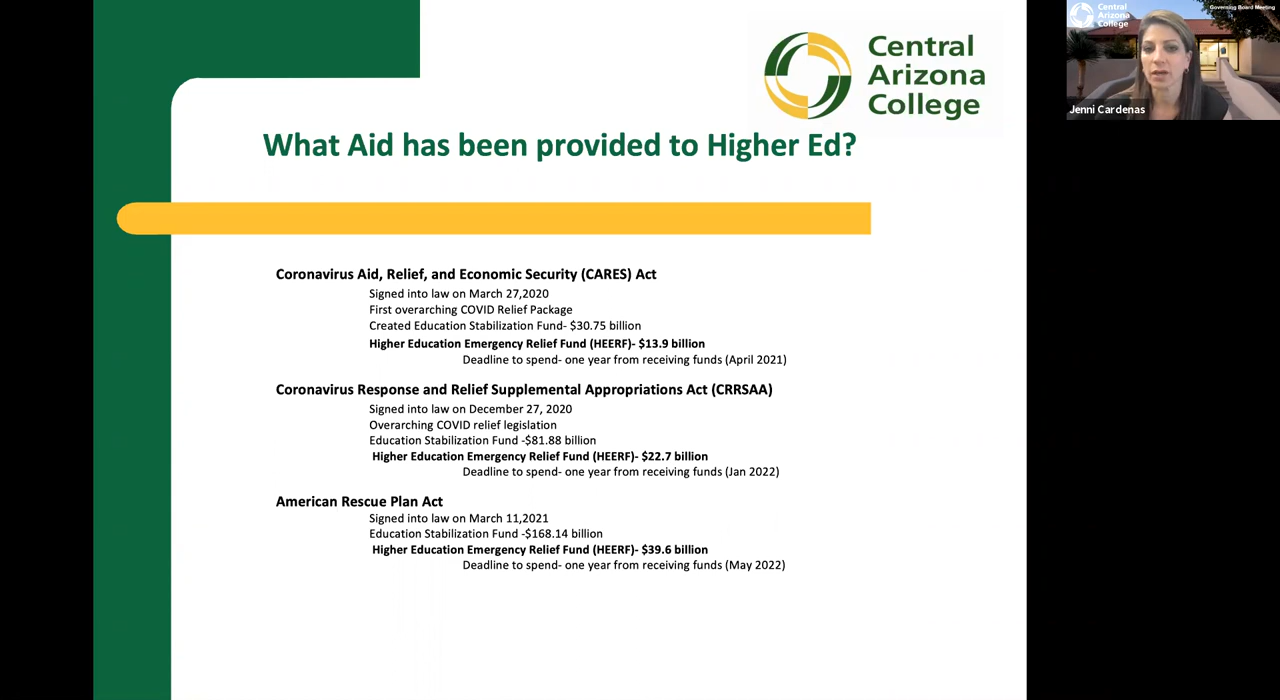 Central
Arizona
College
What Aid has been provided to Higher Ed?
Coronavirus Aid, Relief, and Economic Security (CARES) Act
Signed into law on March 27,2020
First overarching COVID Relief Package
Created Education Stabilization Fund- $30.75 billion
Higher Education Emergency Relief Fund (HEERF)- $13.9 billion
Deadline to spend- one year from receiving funds (April 2021)
Coronavirus Response and Relief Supplemental Appropriations Act (CRRSAA)
Signed into law on December 27, 2020
Overarching COVID relief legislation
Education Stabilization Fund -$81.88 billion
Higher Education Emergency Relief Fund (HEERF)- $22.7 billion
Deadline to spend- one year from receiving funds (Jan 2022)
American Rescue Plan Act
Signed into law on March 11,2021
Education Stabilization Fund -$168.14 billion
Higher Education Emergency Relief Fund (HEERF)- $39.6 billion
Deadline to spend- one year from receiving funds (May 2022)
Central
Arizona
College
Governing Board Meeting
Jenni Cardenas